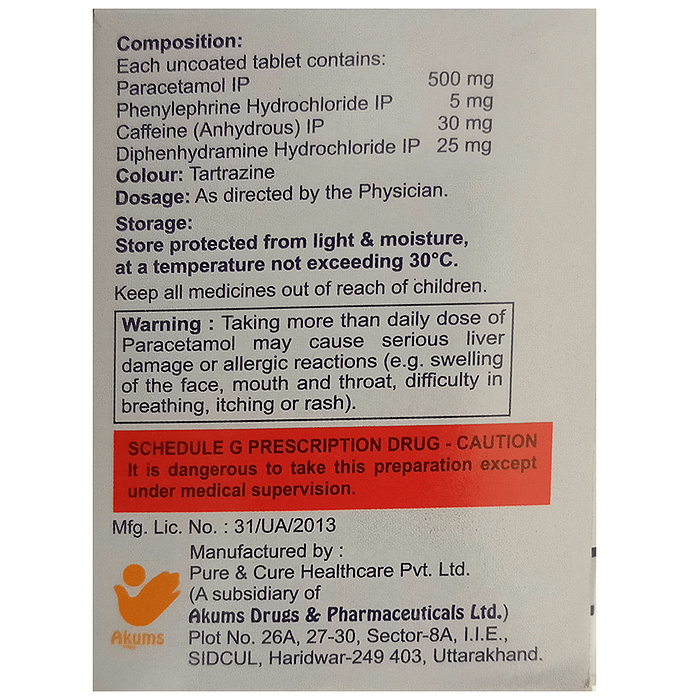 Composition:
Each uncoated tablet contains:
Paracetamol IP 500 mg
Phenylephrine Hydrochloride IP 5 mg
Caffeine (Anhydrous) IP 30 mg
Diphenhydramine Hydrochloride IP 25 mg
Colour: Tartrazine
Dosage: As directed by the Physician.
Storage:
Store protected from light & moisture,
at a temperature not exceeding 30°C.
Keep all medicines out of reach of children.
Warning : Taking more than daily dose of
Paracetamol may cause serious liver
damage or allergic reactions (e.g. swelling
of the face, mouth and throat, difficulty in
breathing, itching or rash).
SCHEDULE G PRESCRIPTION DRUG - CAUTION
It is dangerous to take this preparation except
under medical supervision.
Mfg. Lic. No. : 31/UA/2013
Manufactured by :
Pure & Cure Healthcare Pvt. Ltd.
(A subsidiary of
Akums Drugs & Pharmaceuticals Ltd.)
Plot No. 26A, 27-30, Sector-8A, I.I.E.,
SIDCUL, Haridwar-249 403, Uttarakhand.
Akums